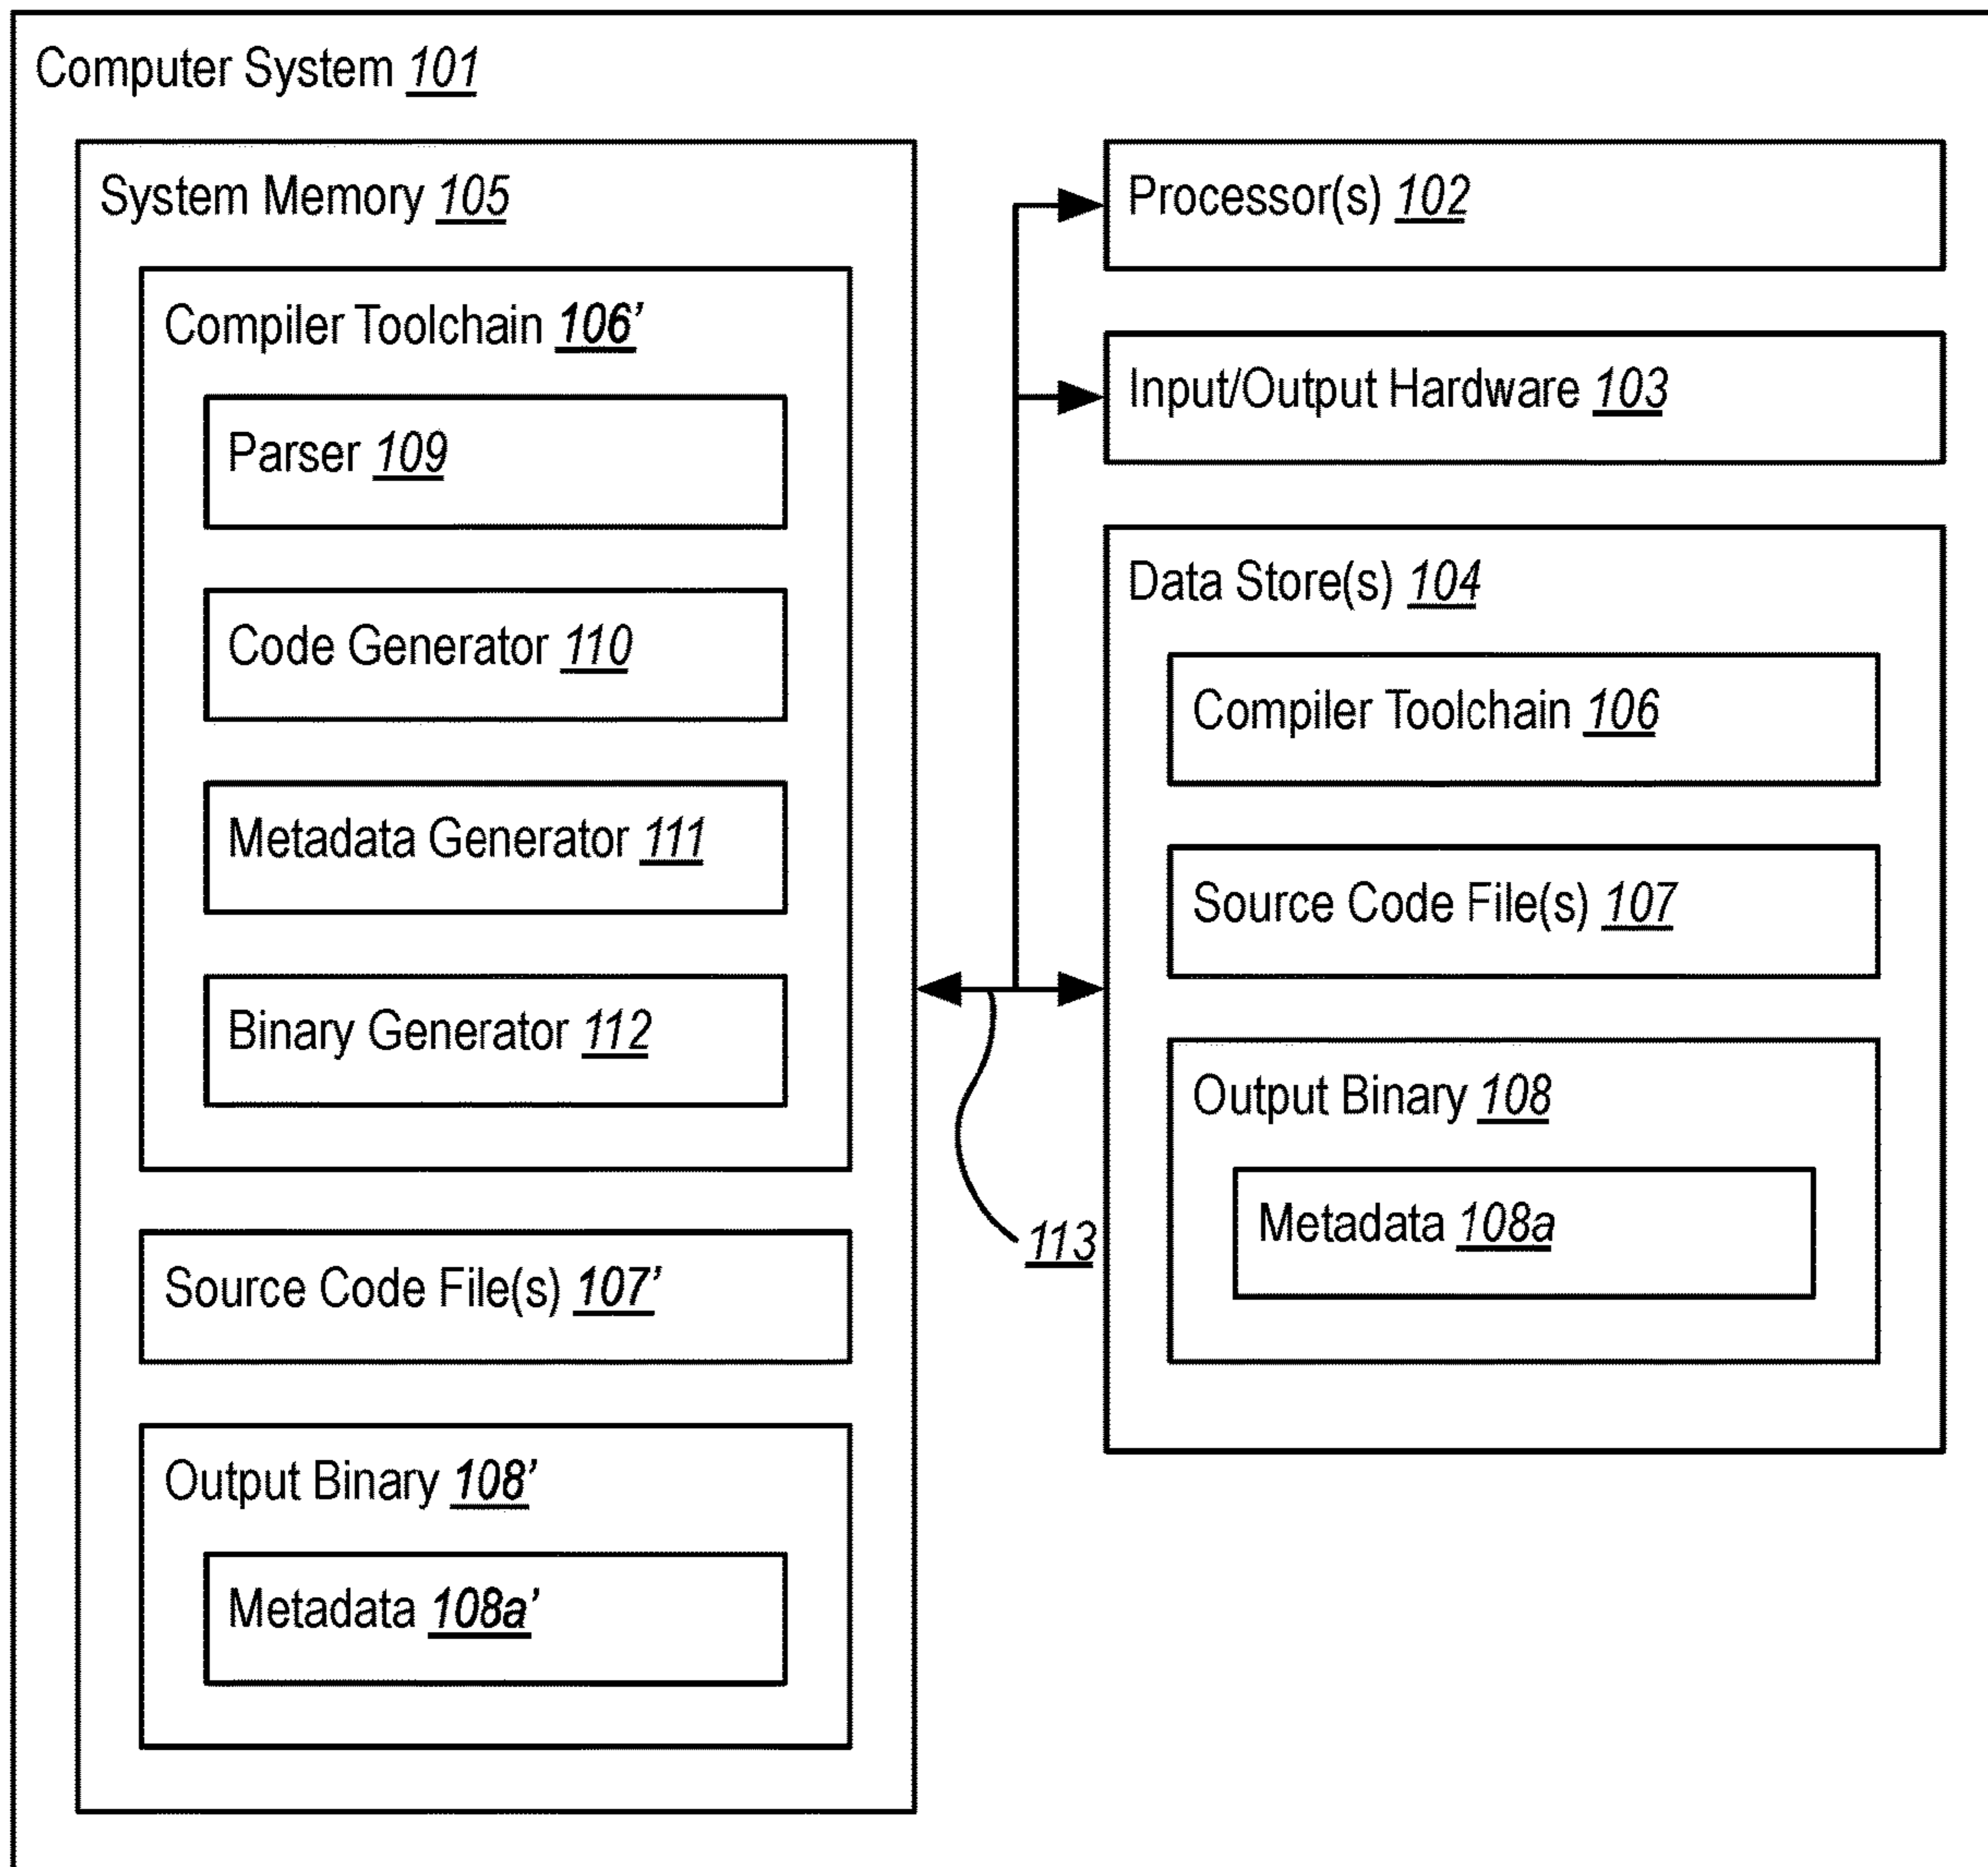 Computer System 101
System Memory 105
Compiler Toolchain 106’
Parser 109
Code Generator 110
Metadata Generator 111
Binary Generator 112
Source Code File(s) 107’
Output Binary 108’
Metadata 108a’
Processor(s) 102
Input/Output Hardware 103
Data Store(s) 104
Compiler Toolchain 106
Source Code File(s) 107
Output Binary 108
Metadata 108a
113